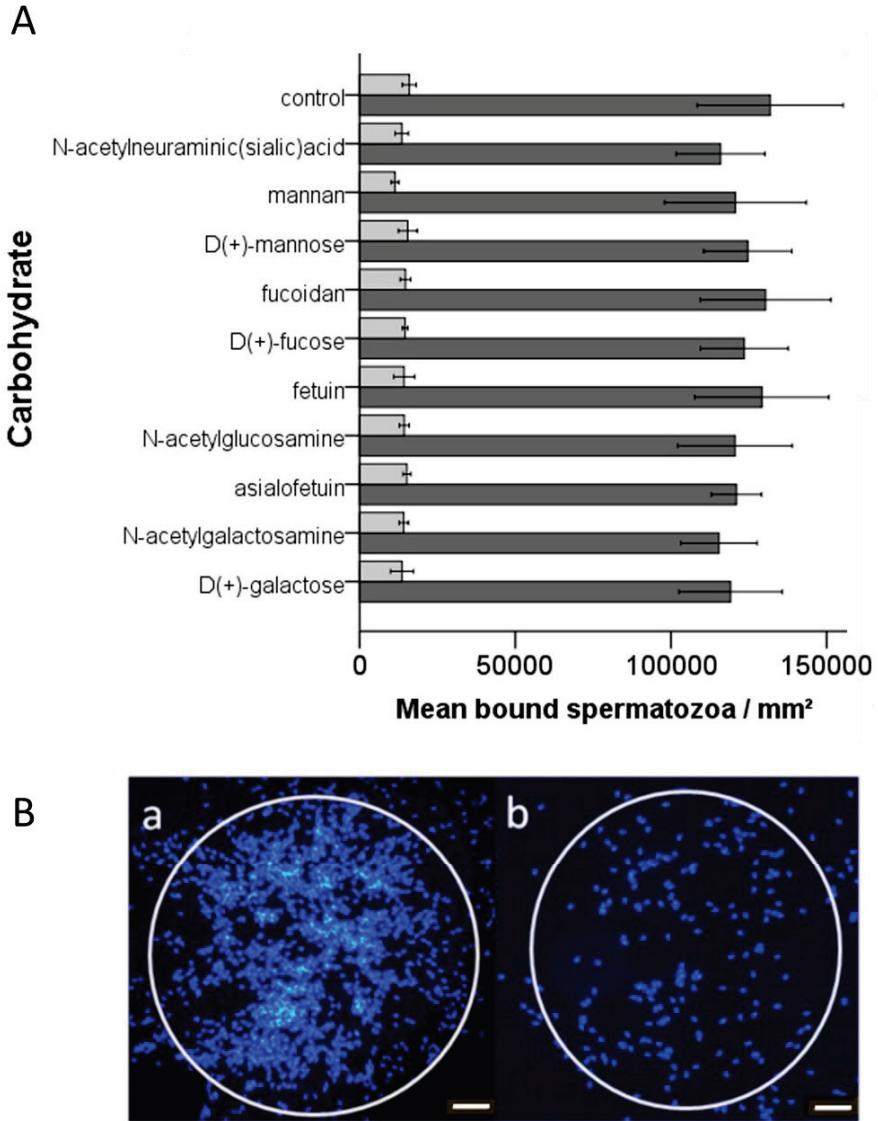 A
Carbohydrate
control
N-acetylneuraminic(sialic)acid
mannan
D(+)-mannose
fucoidan
D(+)-fucose
fetuin
N-acetylglucosamine
asialofetuin
N-acetylgalactosamine
D(+)-galactose
0 50000 100000 150000
Mean bound spermatozoa / mm²
B
a b